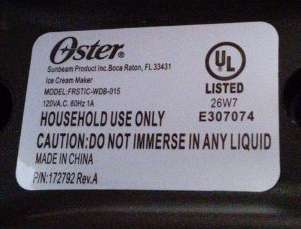 Oster
Sunbeam Product Inc.Boca Raton, FL 33431
Ice Cream Maker
MODEL:FRSTIC-WDB-015
120VA.C. 60Hz 1A
UL
LISTED
26W7
E307074
HOUSEHOLD USE ONLY
CAUTION:DO NOT IMMERSE IN ANY LIQUID
MADE IN CHINA
P/N:172792 Rev.A